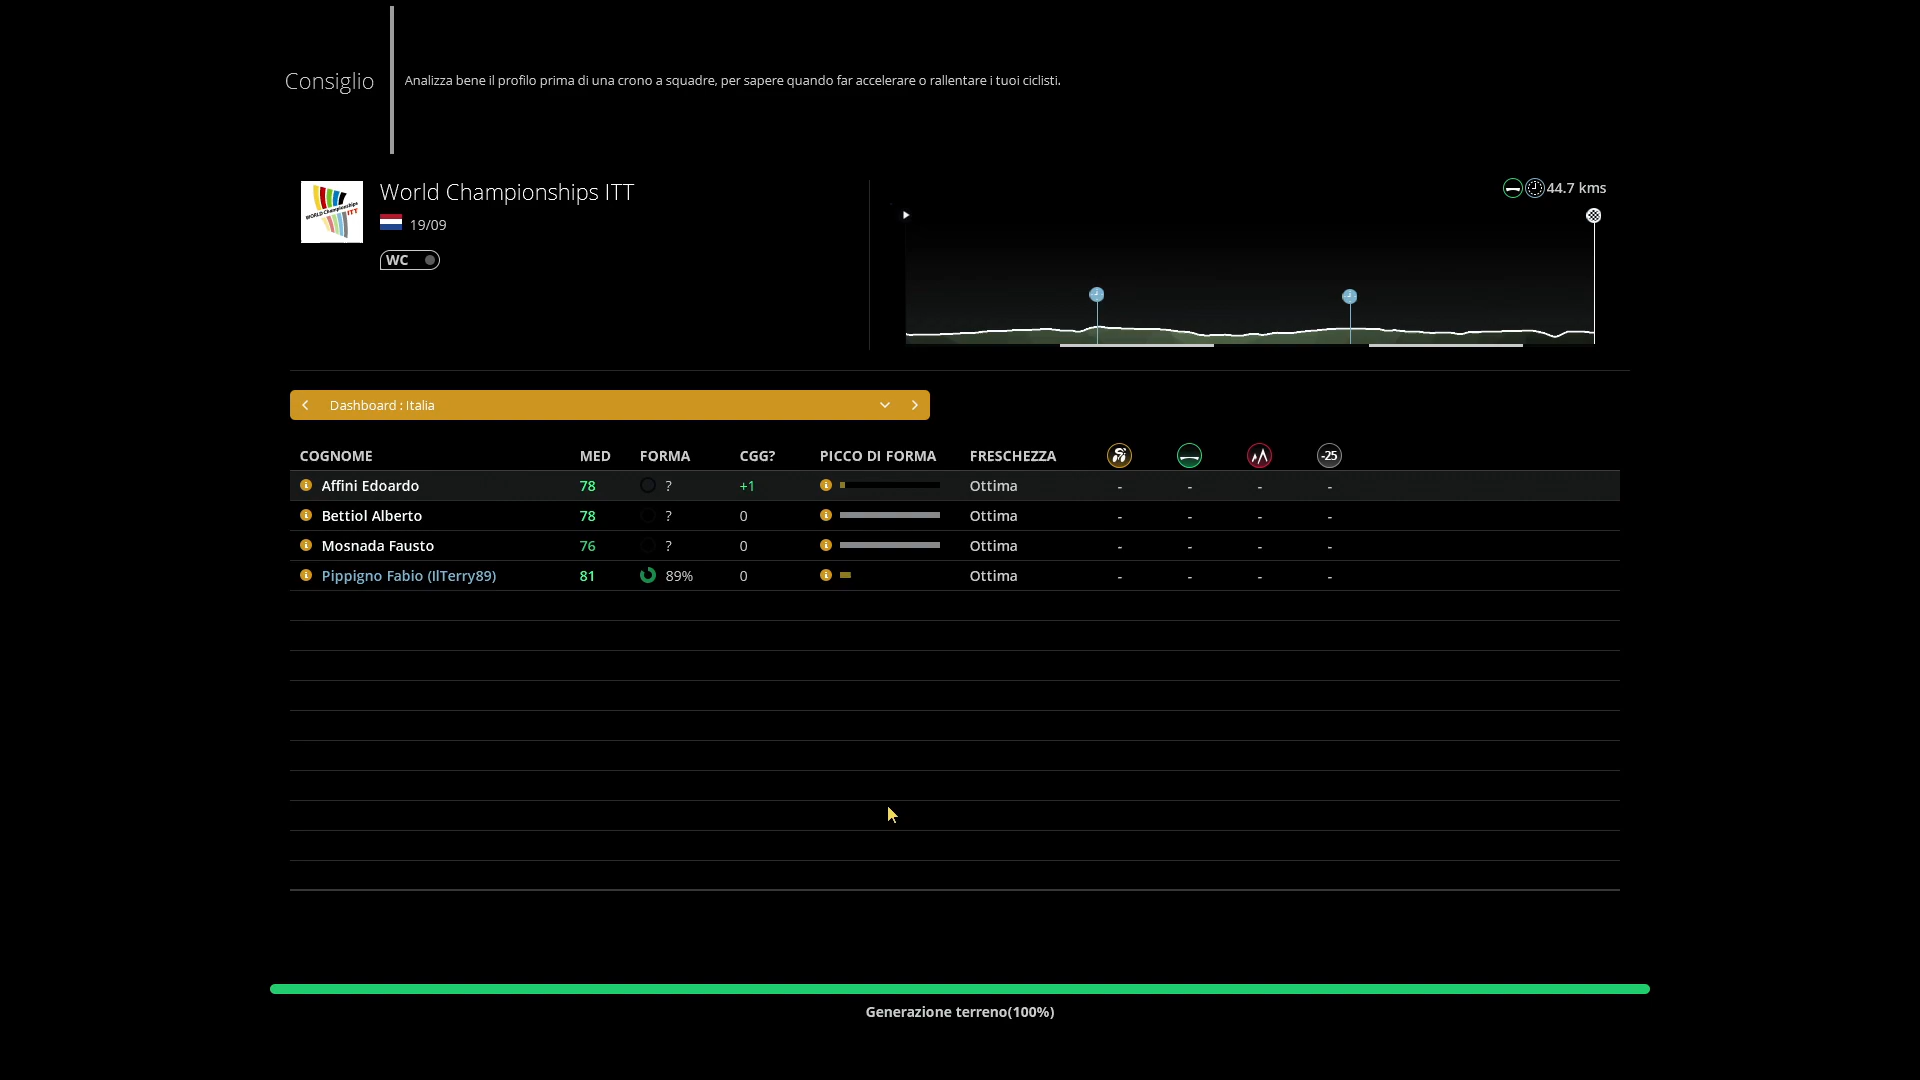 Consiglio
Analizza bene il profilo prima di una crono a squadre, per sapere quando far accelerare o rallentare i tuoi ciclisti.
WORLD Championships ITT
World Championships ITT
19/09
WC
44.7 kms
Dashboard : Italia
COGNOME MED FORMA CGG? PICCO DI FORMA FRESCHEZZA -25
Affini Edoardo 78 ? +1 Ottima - - - -
Bettiol Alberto 78 ? 0 Ottima - - - -
Mosnada Fausto 76 ? 0 Ottima - - - -
Pippigno Fabio (IlTerry89) 81 89% 0 Ottima - - - -
Generazione terreno(100%)